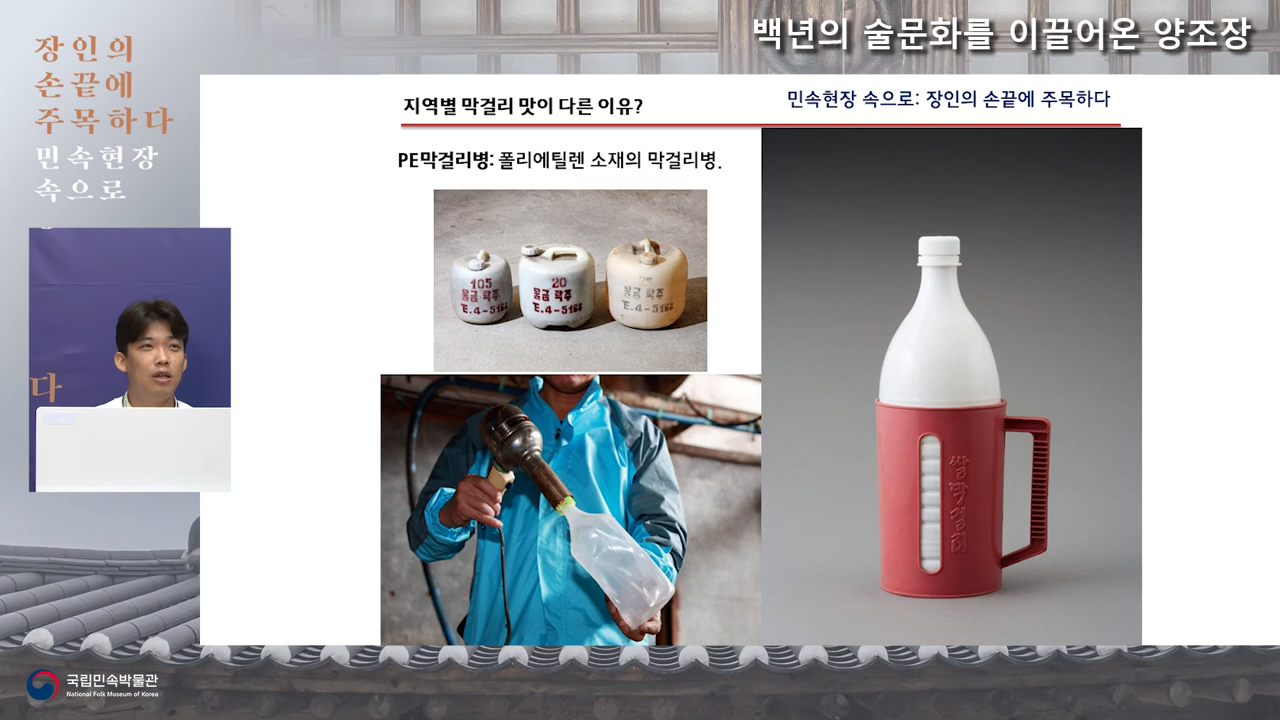 백년의 술문화를 이끌어온 양조장
장인의
손끝에
주목하다
민속현장
속으로
지역별 막걸리 맛이 다른 이유?
민속현장 속으로: 장인의 손끝에 주목하다
PE막걸리병: 폴리에틸렌 소재의 막걸리병.
105
물금 탁주
20
물금 탁주
물금 탁주
다
국립민속박물관
National Folk Museum of Korea